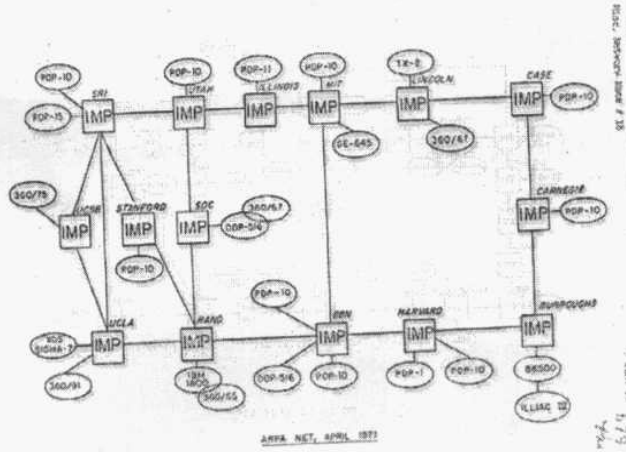 PDP-10
SRI
IMP
PDP-15
PDP-10
UTAH
IMP
PDP-11
ILLINOIS
IMP
PDP-10
MIT
IMP
GE-645
TX-2
LINCOLN
IMP
360/67
CASE
IMP
PDP-10
360/75
UCSB
IMP
STANFORD
IMP
PDP-10
SDC
IMP
360/67
DDP-516
CARNEGIE
IMP
PDP-10
UCLA
IMP
XDS
SIGMA-7
360/91
RAND
IMP
IBM
1800
360/65
PDP-10
BBN
IMP
DDP-516
PDP-10
HARVARD
IMP
PDP-1
PDP-10
BURROUGHS
IMP
B6500
ILLIAC IV
ARPA NET, APRIL 1971